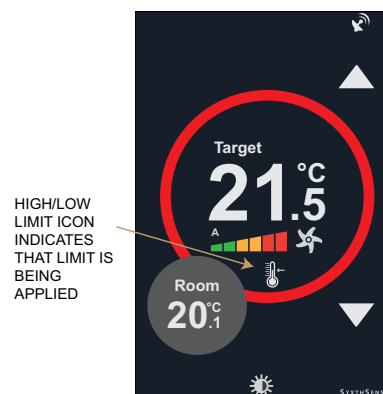 Target
21.5 °C
A
HIGH/LOW
LIMIT ICON
INDICATES
THAT LIMIT IS
BEING
APPLIED
Room
20.1 °C